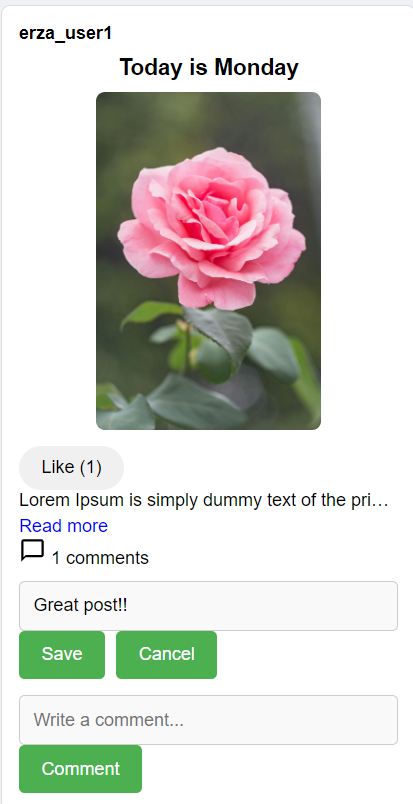 erza_user1
Today is Monday
Like (1)
Lorem Ipsum is simply dummy text of the pri...
Read more
1 comments
Great post!!
Save Cancel
Write a comment...
Comment